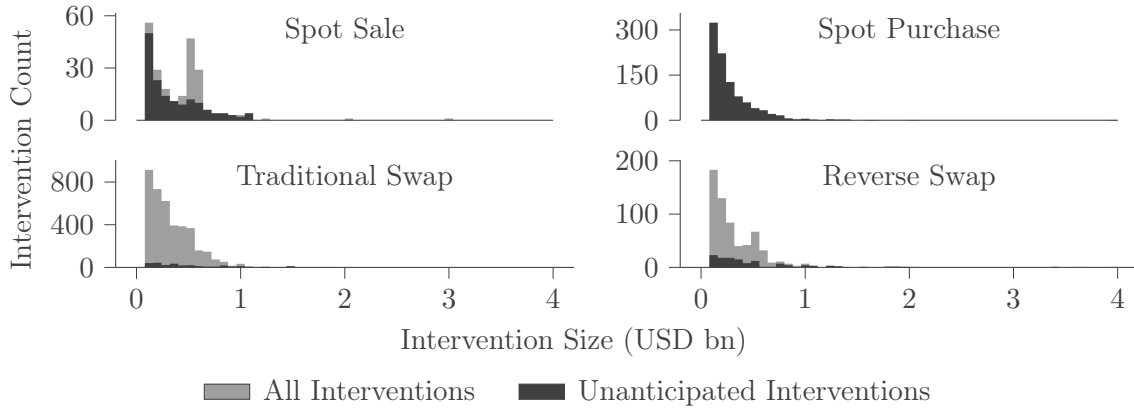 Intervention Count
Spot Sale
60
30
0
Spot Purchase
300
150
0
Traditional Swap
800
400
0
0 1 2 3 4
Reverse Swap
200
100
0
0 1 2 3 4
Intervention Size (USD bn)
All Interventions Unanticipated Interventions